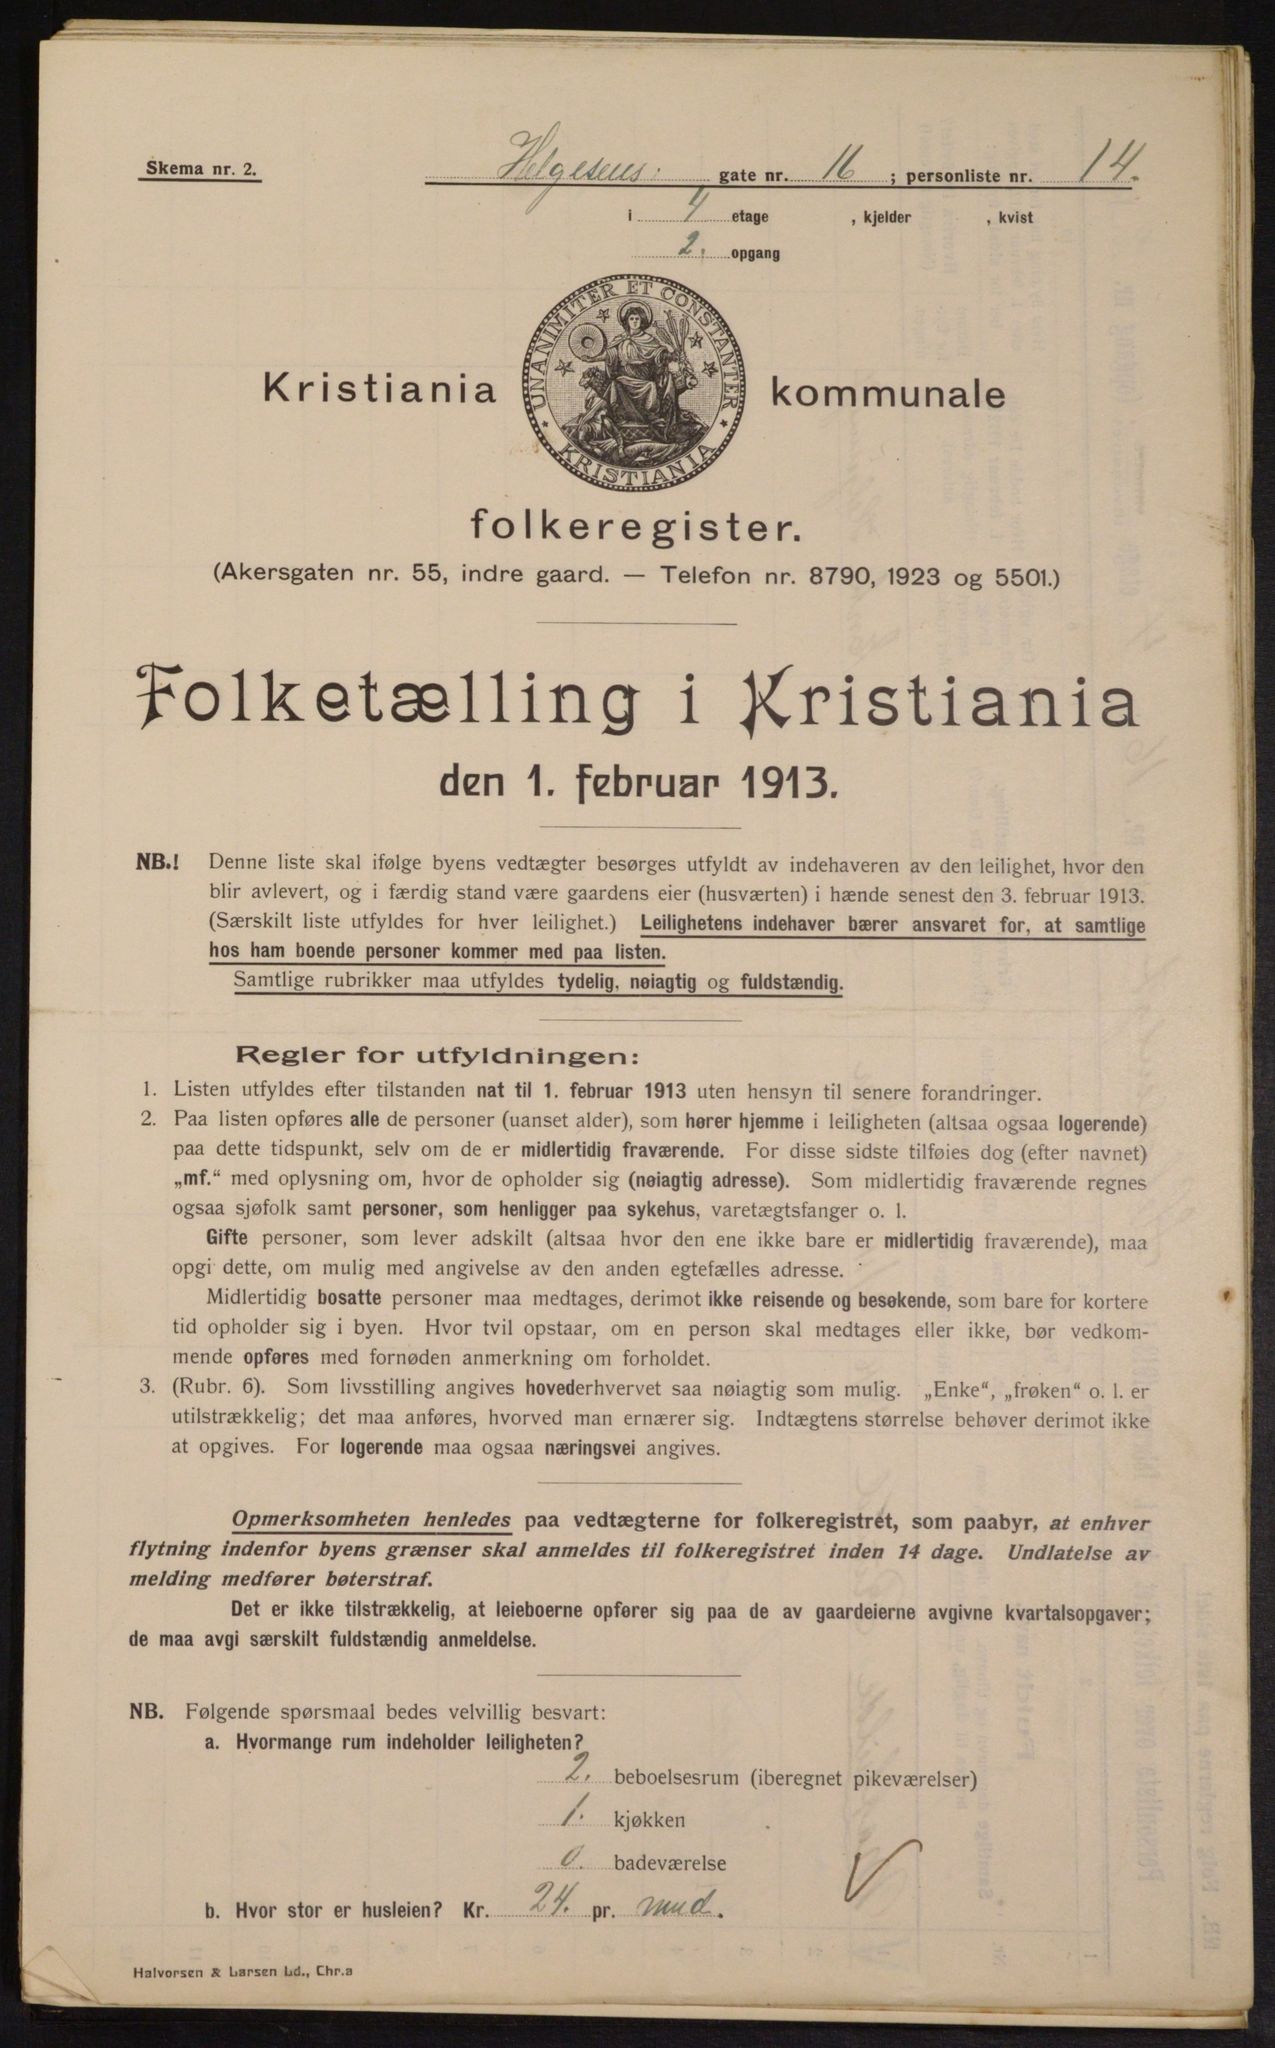 Skema nr. 2.
Helgesens gate nr. 16 ; personliste nr. 14.
i 4 etage , kjelder , kvist
2. opgang
UNANIMITER ET CONSTANTER
KRISTIANIA
Kristiania kommunale
folkeregister.
(Akersgaten nr. 55, indre gaard. — Telefon nr. 8790, 1923 og 5501.)
Folketælling i Kristiania
den 1. februar 1913.
NB.! Denne liste skal ifølge byens vedtægter besørges utfyldt av indehaveren av den leilighet, hvor den
blir avlevert, og i færdig stand være gaardens eier (husværten) i hænde senest den 3. februar 1913.
(Særskilt liste utfyldes for hver leilighet.) Leilighetens indehaver bærer ansvaret for, at samtlige
hos ham boende personer kommer med paa listen.
Samtlige rubrikker maa utfyldes tydelig, nøiagtig og fuldstændig.
Regler for utfyldningen:
1. Listen utfyldes efter tilstanden nat til 1. februar 1913 uten hensyn til senere forandringer.
2. Paa listen opføres alle de personer (uanset alder), som hører hjemme i leiligheten (altsaa ogsaa logerende)
paa dette tidspunkt, selv om de er midlertidig fraværende. For disse sidste tilføies dog (efter navnet)
„mf.“ med oplysning om, hvor de opholder sig (nøiagtig adresse). Som midlertidig fraværende regnes
ogsaa sjøfolk samt personer, som henligger paa sykehus, varetægtsfanger o. l.
Gifte personer, som lever adskilt (altsaa hvor den ene ikke bare er midlertidig fraværende), maa
opgi dette, om mulig med angivelse av den anden egtefælles adresse.
Midlertidig bosatte personer maa medtages, derimot ikke reisende og besøkende, som bare for kortere
tid opholder sig i byen. Hvor tvil opstaar, om en person skal medtages eller ikke, bør vedkom-
mende opføres med fornøden anmerkning om forholdet.
3. (Rubr. 6). Som livsstilling angives hovederhvervet saa nøiagtig som mulig. „Enke“, „frøken“ o. l. er
utilstrækkelig; det maa anføres, hvorved man ernærer sig. Indtægtens størrelse behøver derimot ikke
at opgives. For logerende maa ogsaa næringsvei angives.
Opmerksomheten henledes paa vedtægterne for folkeregistret, som paabyr, at enhver
flytning indenfor byens grænser skal anmeldes til folkeregistret inden 14 dage. Undlatelse av
melding medfører bøterstraf.
Det er ikke tilstrækkelig, at leieboerne opfører sig paa de av gaardeierne avgivne kvartalsopgaver;
de maa avgi særskilt fuldstændig anmeldelse.
NB. Følgende spørsmaal bedes velvillig besvart:
a. Hvormange rum indeholder leiligheten?
2. beboelsesrum (iberegnet pikeværelser)
1. kjøkken
0. badeværelse
b. Hvor stor er husleien? Kr. 24. pr. mnd.
Halvorsen & Larsen Ld., Chr.a